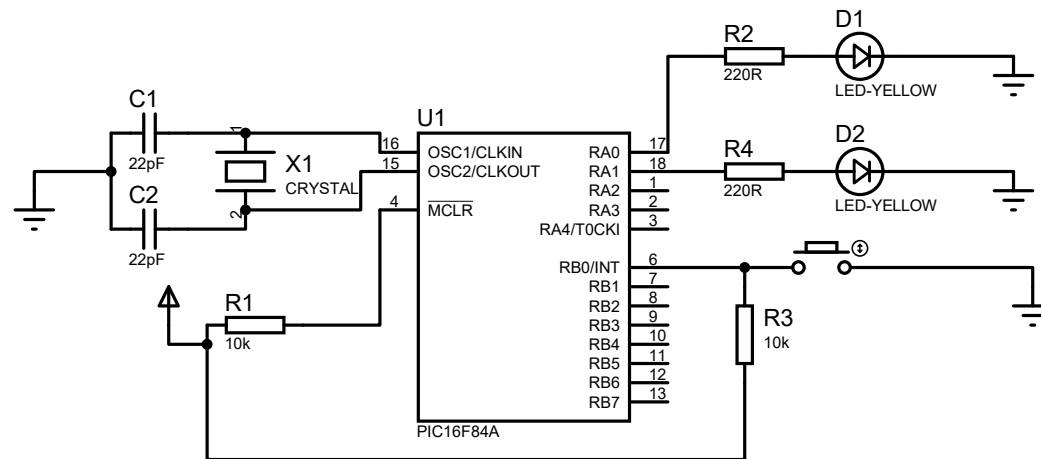 R2
220R
D1
LED-YELLOW
C1
22pF
1
X1
CRYSTAL
2
C2
22pF
U1
16 OSC1/CLKIN
15 OSC2/CLKOUT
4 MCLR
RA0 17
RA1 18
RA2 1
RA3 2
RA4/T0CKI 3
RB0/INT 6
RB1 7
RB2 8
RB3 9
RB4 10
RB5 11
RB6 12
RB7 13
PIC16F84A
R4
220R
D2
LED-YELLOW
R1
10k
R3
10k